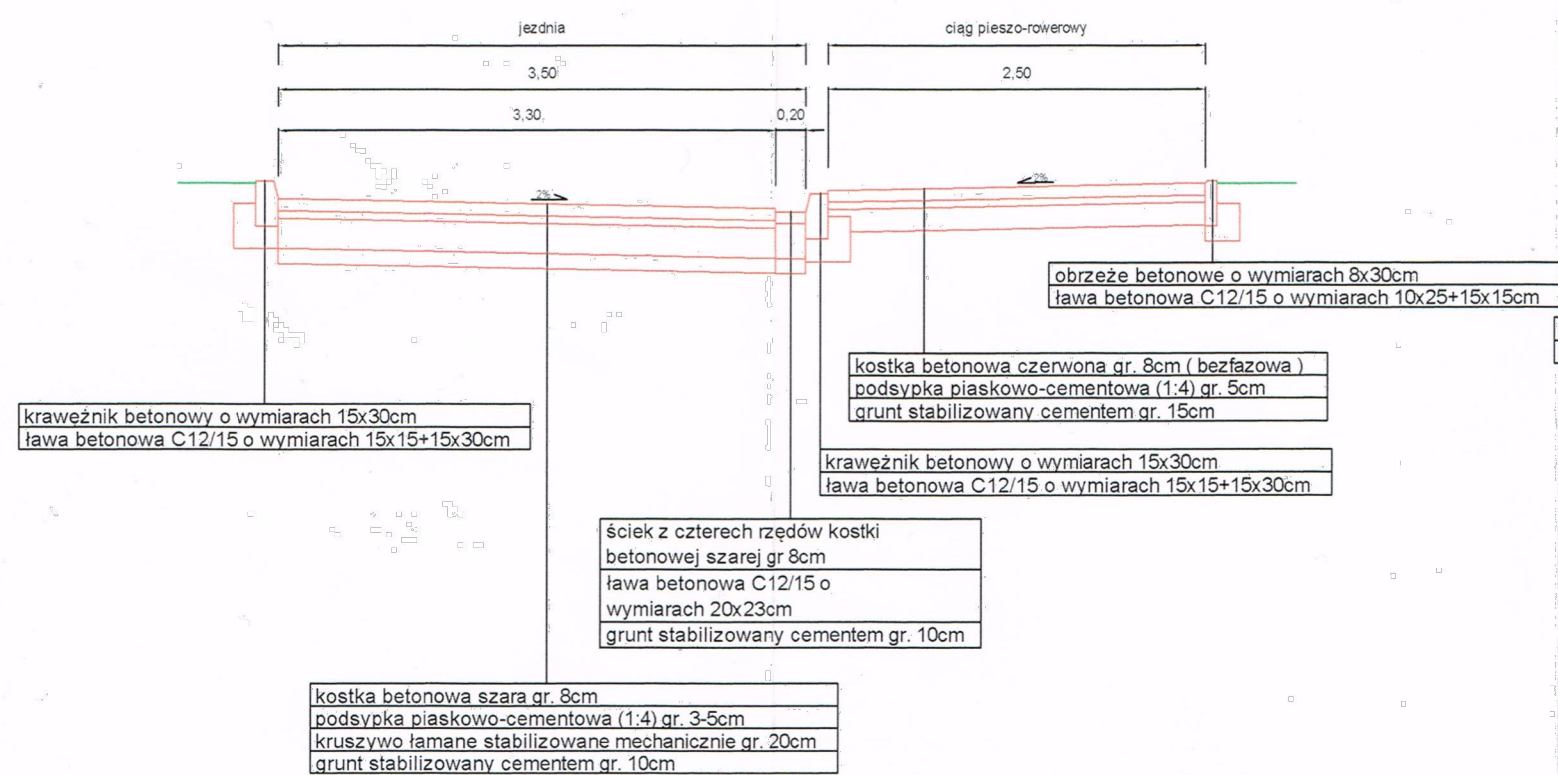 jezdnia
ciąg pieszo-rowerowy
3,50
2,50
3,30
0,20
2%
2%
obrzeże betonowe o wymiarach 8x30cm
ława betonowa C12/15 o wymiarach 10x25+15x15cm
kostka betonowa czerwona gr. 8cm ( bezfazowa )
podsypka piaskowo-cementowa (1:4) gr. 5cm
grunt stabilizowany cementem gr. 15cm
krawężnik betonowy o wymiarach 15x30cm
ława betonowa C12/15 o wymiarach 15x15+15x30cm
krawężnik betonowy o wymiarach 15x30cm
ława betonowa C12/15 o wymiarach 15x15+15x30cm
ściek z czterech rzędów kostki
betonowej szarej gr 8cm
ława betonowa C12/15 o
wymiarach 20x23cm
grunt stabilizowany cementem gr. 10cm
kostka betonowa szara gr. 8cm
podsypka piaskowo-cementowa (1:4) gr. 3-5cm
kruszywo łamane stabilizowane mechanicznie gr. 20cm
grunt stabilizowany cementem gr. 10cm